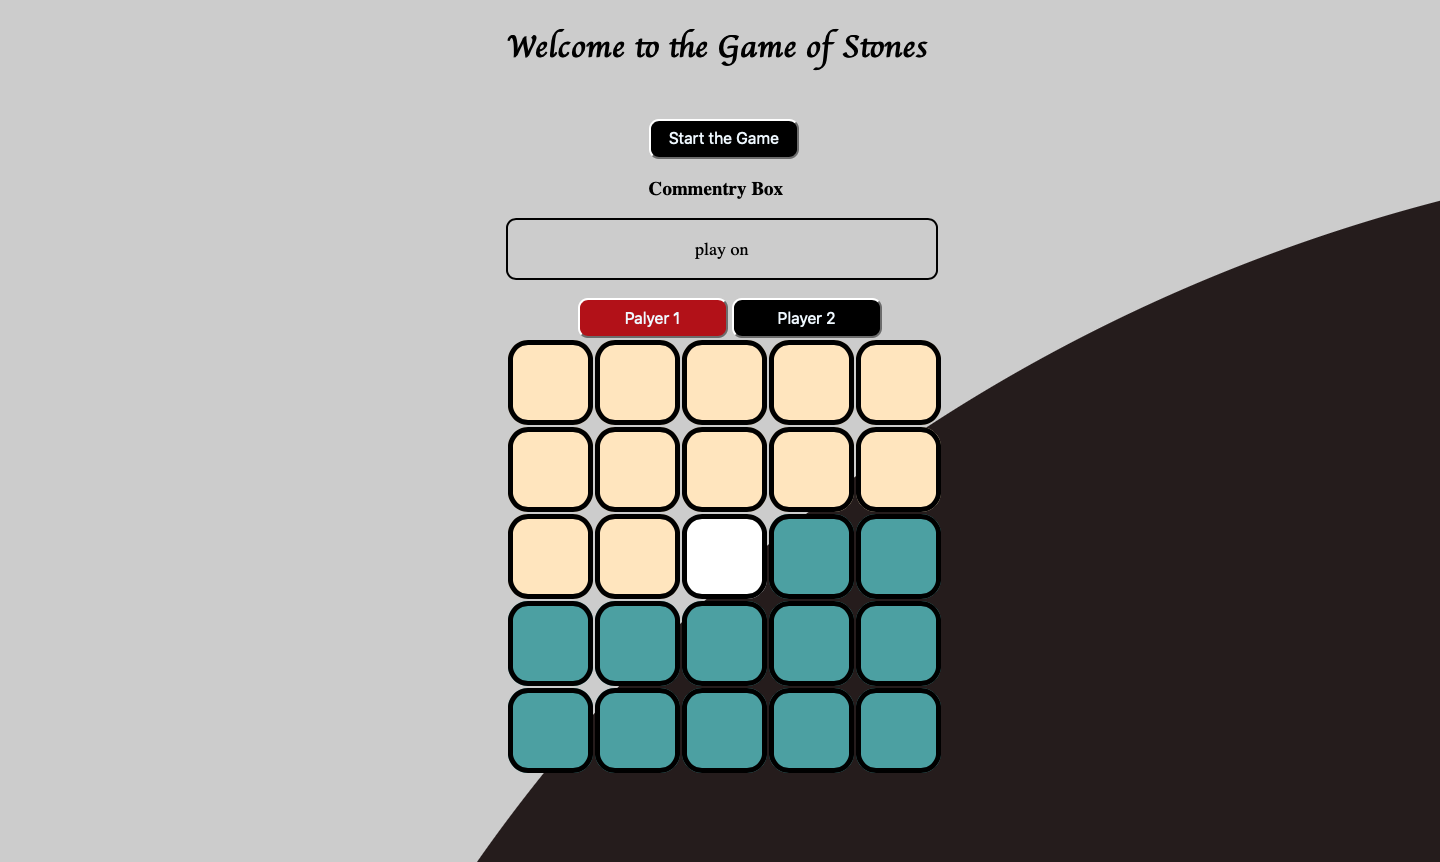 Welcome to the Game of Stones
Start the Game
Commentry Box
play on
Palyer 1
Player 2